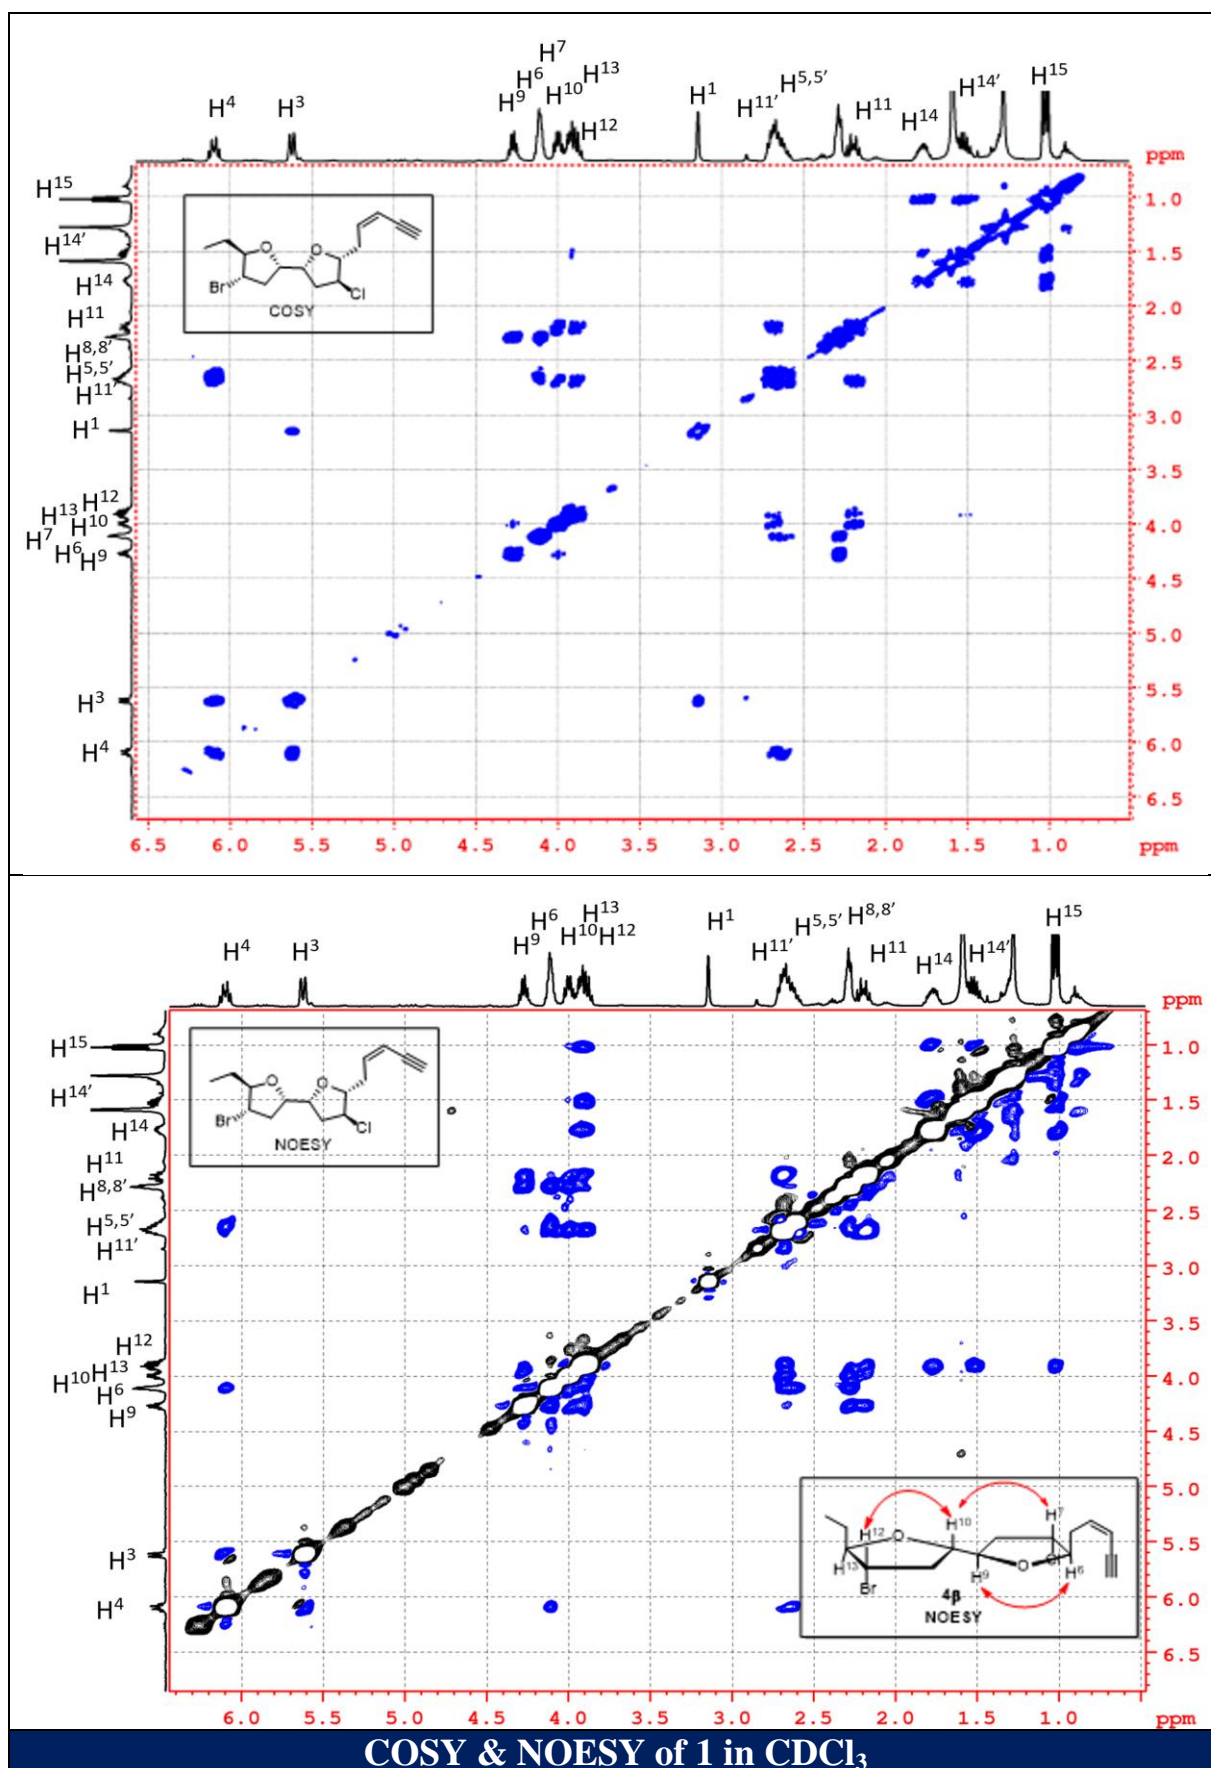 H⁷
H⁶ H¹³
H⁴ H³ H⁹ H¹⁰ H¹² H¹ H¹¹′ H⁵,⁵′ H¹¹ H¹⁴ H¹⁴′ H¹⁵
ppm
H¹⁵
H¹⁴′
H¹⁴
H¹¹
H⁸,⁸′
H⁵,⁵′
H¹¹′
H¹
H¹³ H¹²
H⁷ H¹⁰
H⁶ H⁹
H³
H⁴
O O
Br Cl
COSY
1.0
1.5
2.0
2.5
3.0
3.5
4.0
4.5
5.0
5.5
6.0
6.5
6.5 6.0 5.5 5.0 4.5 4.0 3.5 3.0 2.5 2.0 1.5 1.0 ppm
H⁶ H¹³
H⁴ H³ H⁹ H¹⁰ H¹² H¹ H¹¹′ H⁵,⁵′ H⁸,⁸′ H¹¹ H¹⁴ H¹⁴′ H¹⁵
ppm
H¹⁵
H¹⁴′
H¹⁴
H¹¹
H⁸,⁸′
H⁵,⁵′
H¹¹′
H¹
H¹²
H¹⁰ H¹³
H⁶
H⁹
H³
H⁴
O O
Br Cl
NOESY
1.0
1.5
2.0
2.5
3.0
3.5
4.0
4.5
5.0
5.5
6.0
6.5
H¹² O H¹⁰ H⁷
H¹³ Br H⁹ O H⁶
4β
NOESY
6.0 5.5 5.0 4.5 4.0 3.5 3.0 2.5 2.0 1.5 1.0 ppm
COSY & NOESY of 1 in CDCl₃